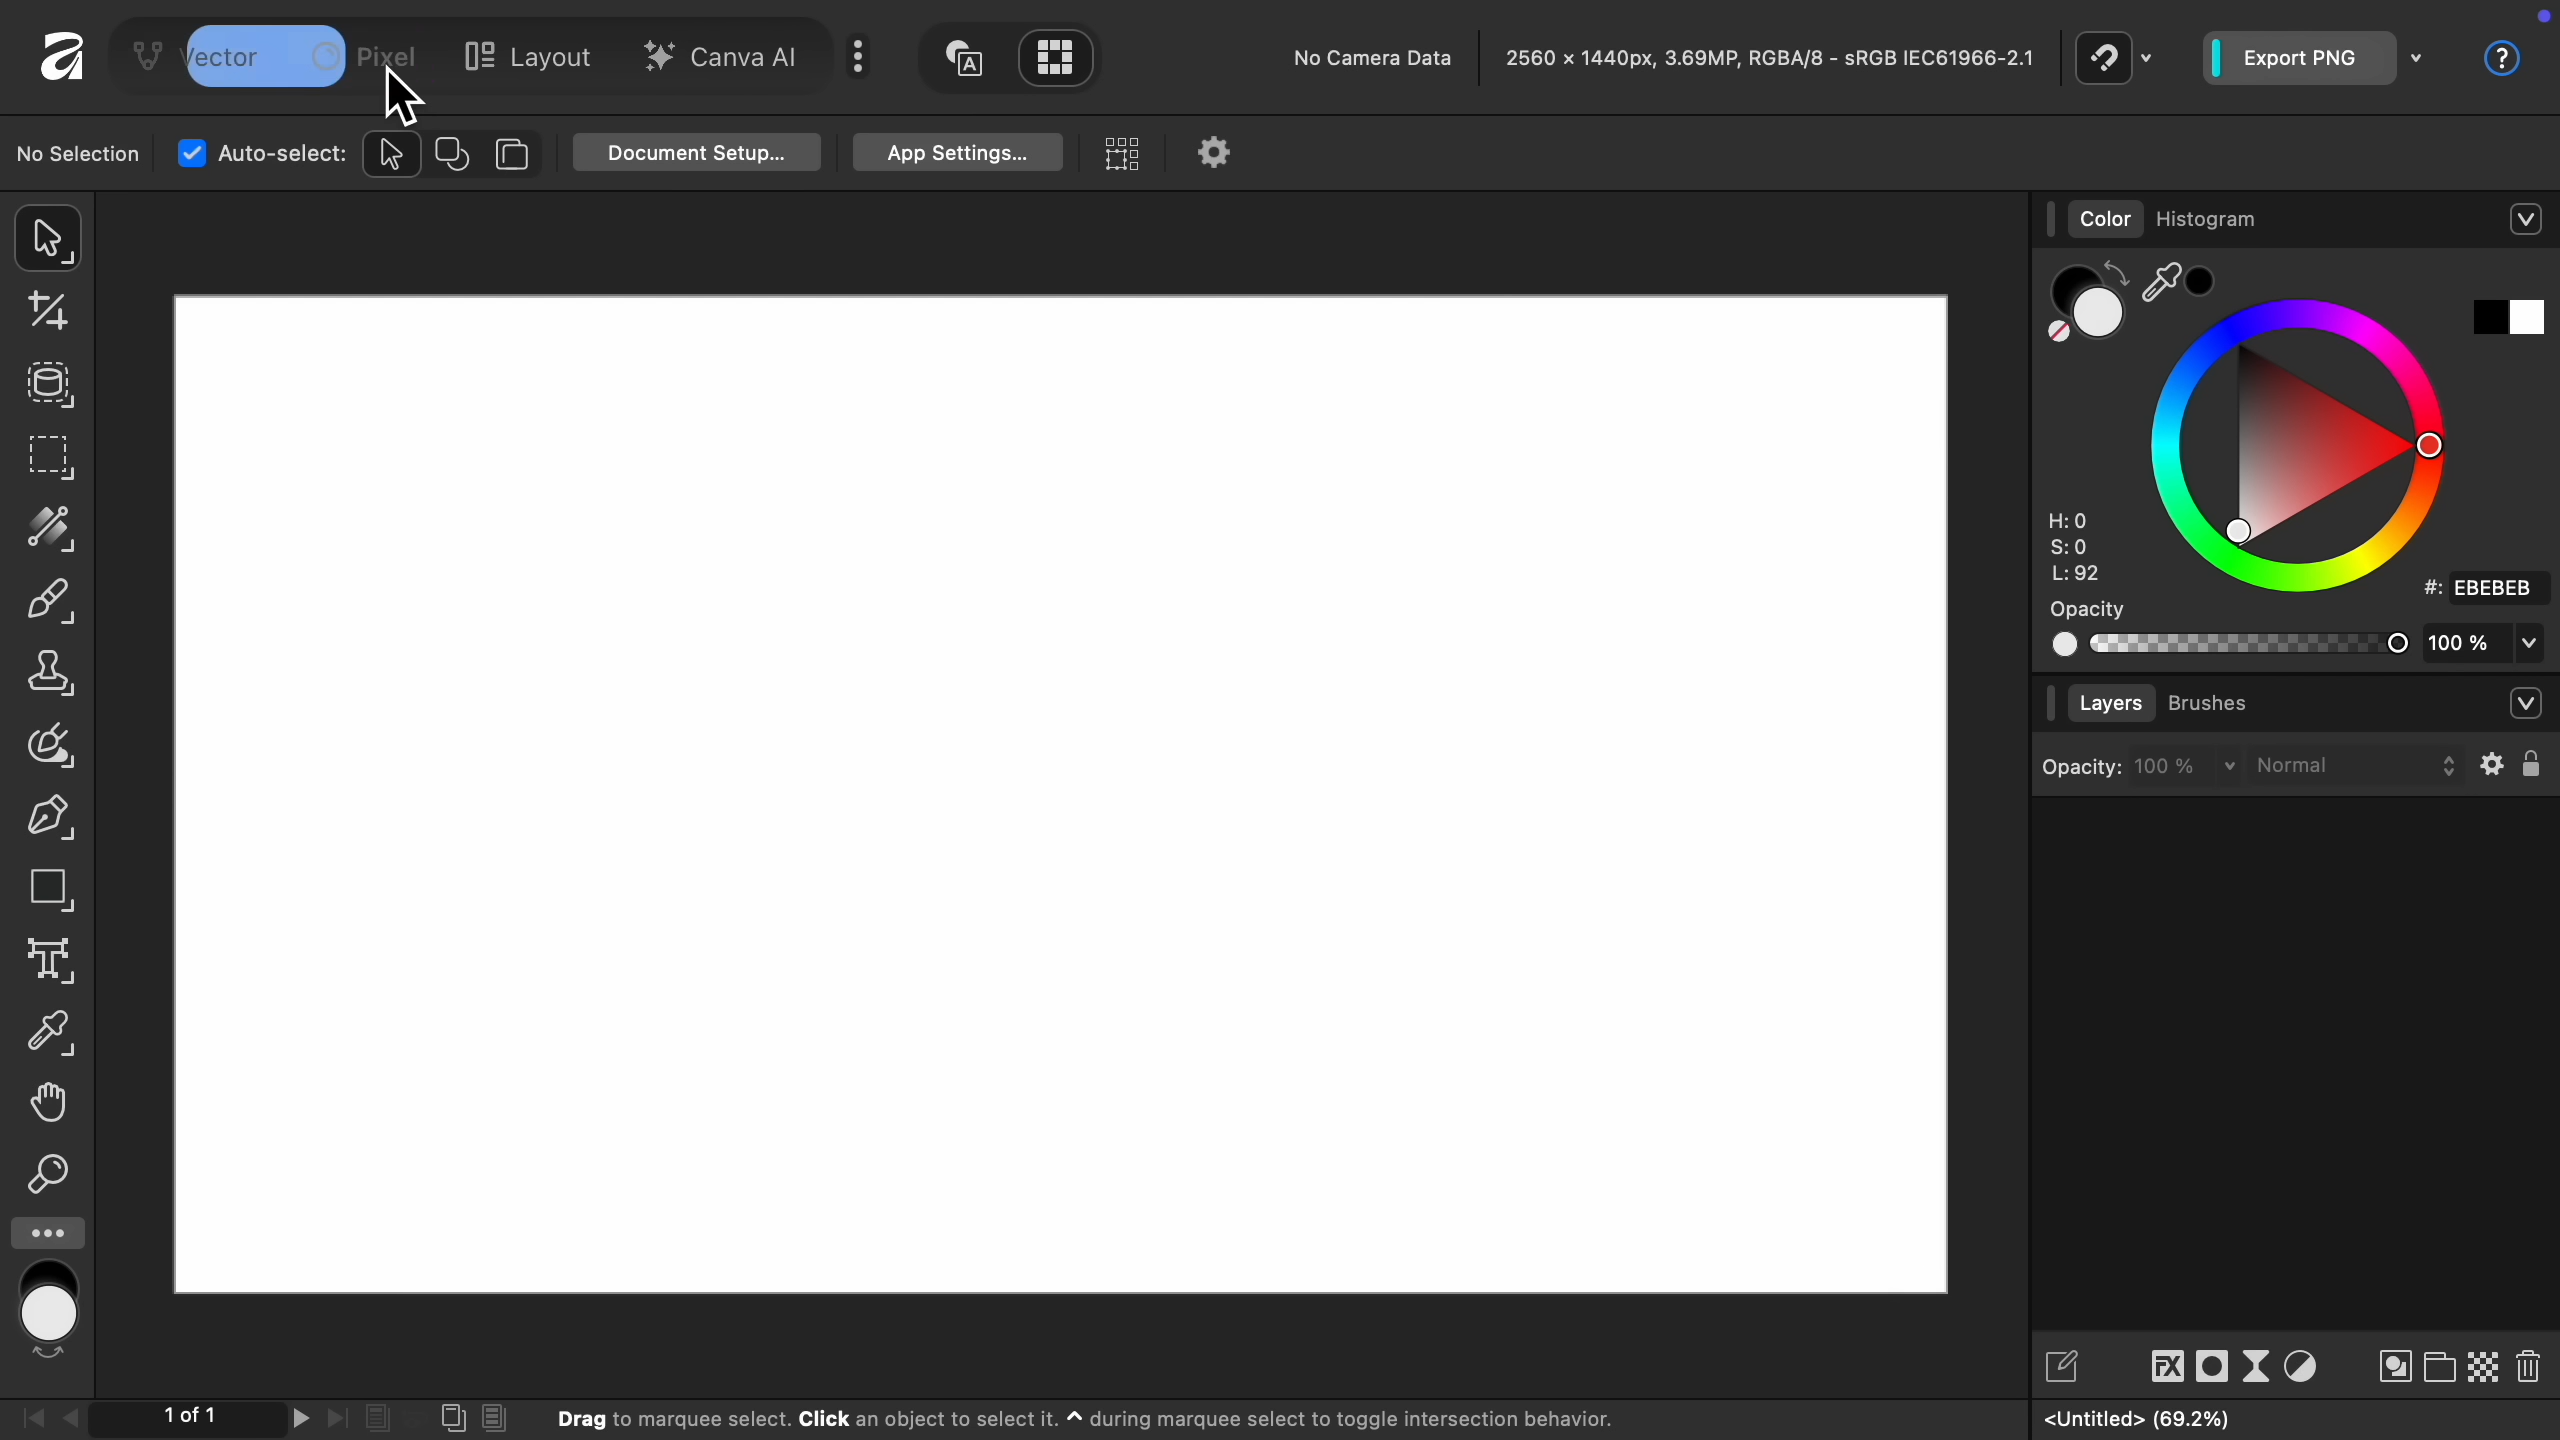 Vector Pixel Layout Canva AI A No Camera Data 2560 × 1440px, 3.69MP, RGBA/8 - sRGB IEC61966-2.1 Export PNG ?
No Selection Auto-select: Document Setup... App Settings...
Color Histogram
H: 0
S: 0
L: 92
#: EBEBEB
Opacity
100 %
Layers Brushes
Opacity: 100 % Normal
FX
1 of 1 Drag to marquee select. Click an object to select it. ^ during marquee select to toggle intersection behavior. <Untitled> (69.2%)